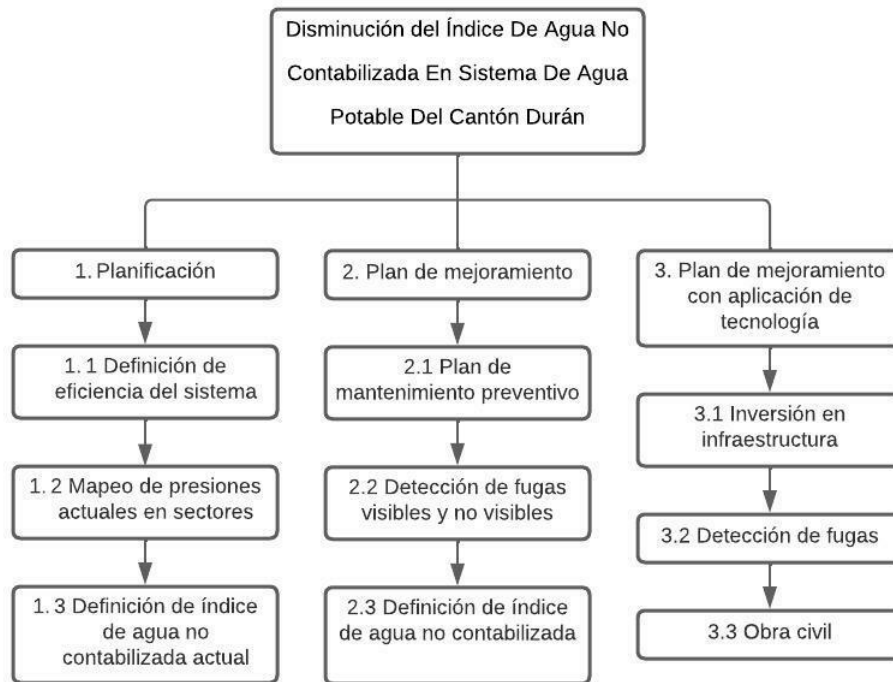 Disminución del Índice De Agua No
Contabilizada En Sistema De Agua
Potable Del Cantón Durán
1. Planificación
1. 1 Definición de
eficiencia del sistema
1. 2 Mapeo de presiones
actuales en sectores
1. 3 Definición de índice
de agua no
contabilizada actual
2. Plan de mejoramiento
2.1 Plan de
mantenimiento preventivo
2.2 Detección de fugas
visibles y no visibles
2.3 Definición de índice
de agua no contabilizada
3. Plan de mejoramiento
con aplicación de
tecnología
3.1 Inversión en
infraestructura
3.2 Detección de fugas
3.3 Obra civil